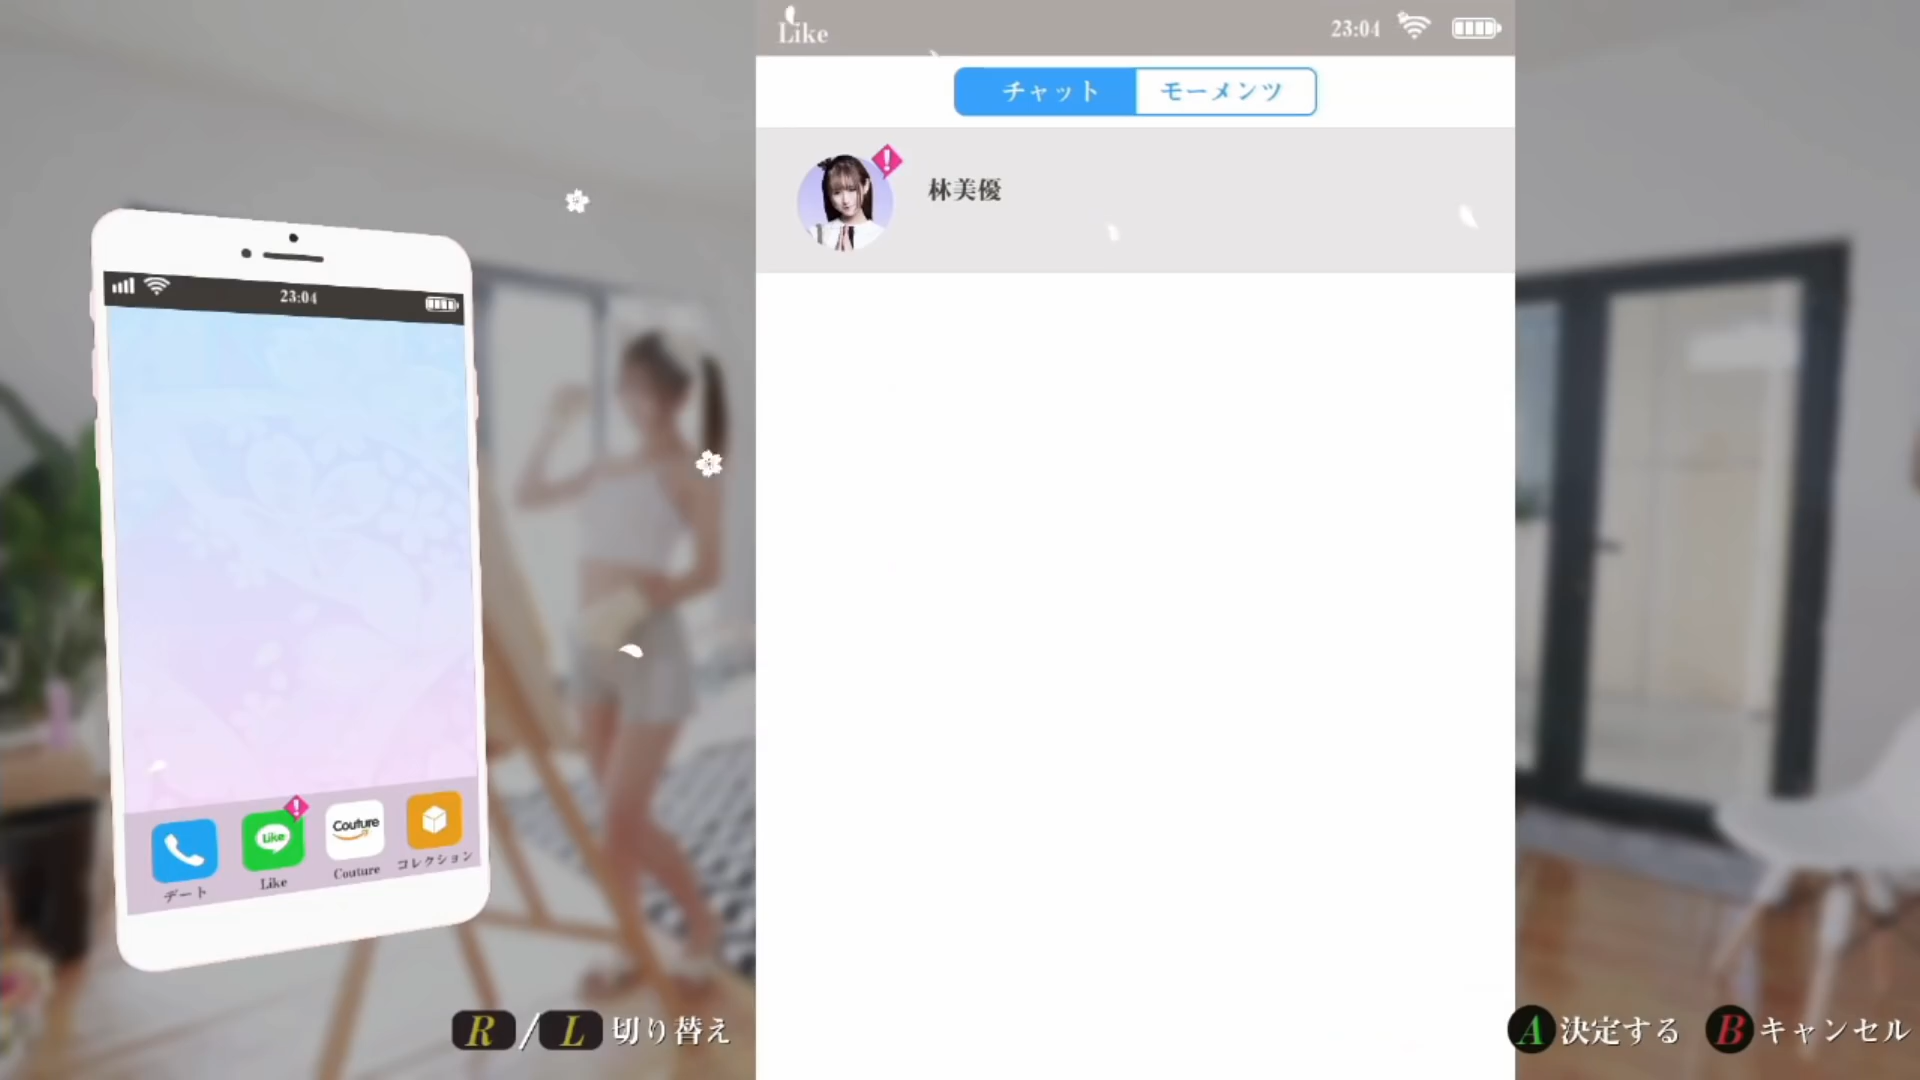 Like
23:04
チャット
モーメンツ
林美優
23:04
Like
Couture
デート
Like
Couture
コレクション
R/L 切り替え
A 決定する
B キャンセル